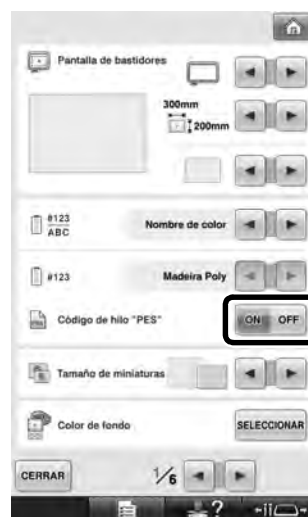 Pantalla de bastidores
300mm
200mm
#123
ABC
Nombre de color
#123
Madeira Poly
Código de hilo "PES"
ON OFF
Tamaño de miniaturas
Color de fondo
SELECCIONAR
CERRAR
1/6
?